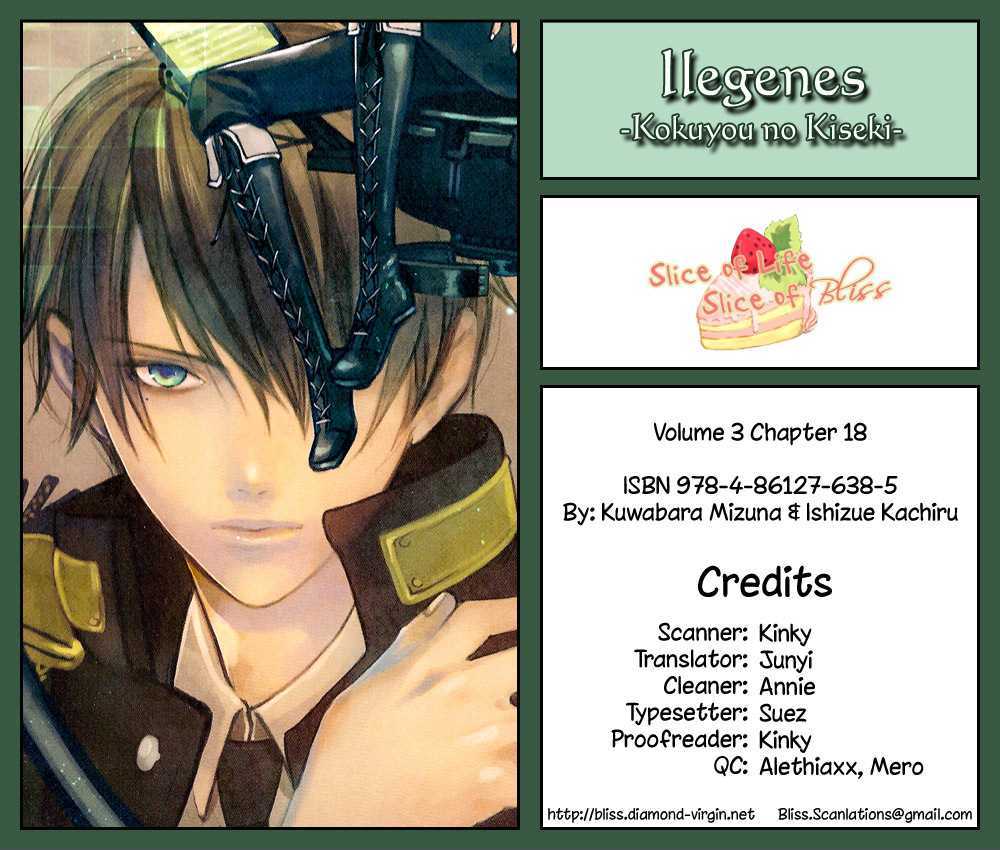 Ilegenes
-Kokuyou no Kiseki-
Slice of Life
Slice of Bliss
Volume 3 Chapter 18
ISBN 978-4-86127-638-5
By: Kuwabara Mizuna & Ishizue Kachiru
Credits
Scanner: Kinky
Translator: Junyi
Cleaner: Annie
Typesetter: Suez
Proofreader: Kinky
QC: Alethiaxx, Mero
http://bliss.diamond-virgin.net Bliss.Scanlations@gmail.com